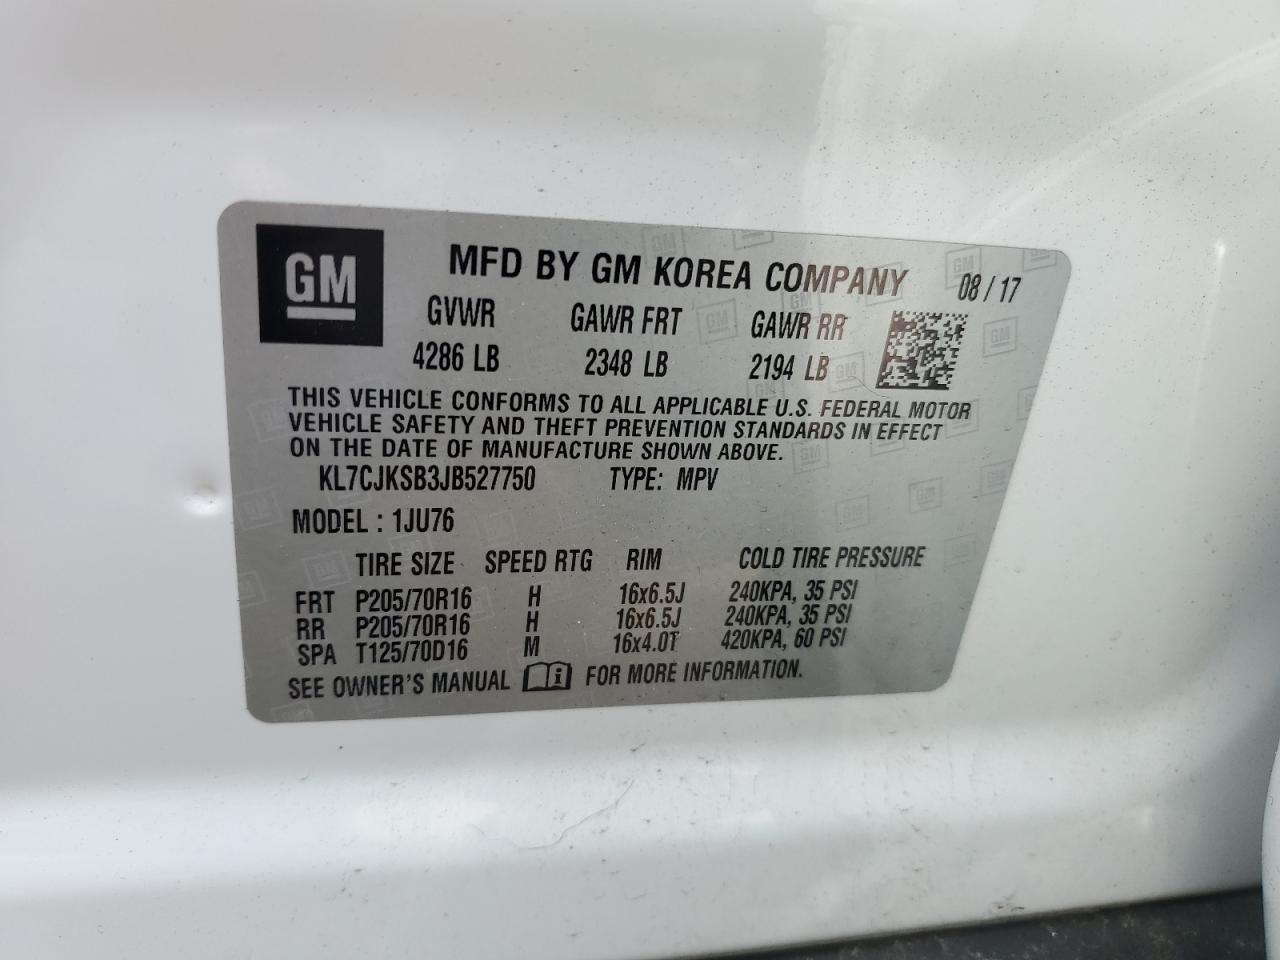 GM
MFD BY GM KOREA COMPANY 08 / 17
GVWR GAWR FRT GAWR RR
4286 LB 2348 LB 2194 LB
THIS VEHICLE CONFORMS TO ALL APPLICABLE U.S. FEDERAL MOTOR
VEHICLE SAFETY AND THEFT PREVENTION STANDARDS IN EFFECT
ON THE DATE OF MANUFACTURE SHOWN ABOVE.
KL7CJKSB3JB527750 TYPE: MPV
MODEL : 1JU76
TIRE SIZE SPEED RTG RIM COLD TIRE PRESSURE
FRT P205/70R16 H 16x6.5J 240KPA, 35 PSI
RR P205/70R16 H 16x6.5J 240KPA, 35 PSI
SPA T125/70D16 M 16x4.0T 420KPA, 60 PSI
SEE OWNER'S MANUAL i FOR MORE INFORMATION.